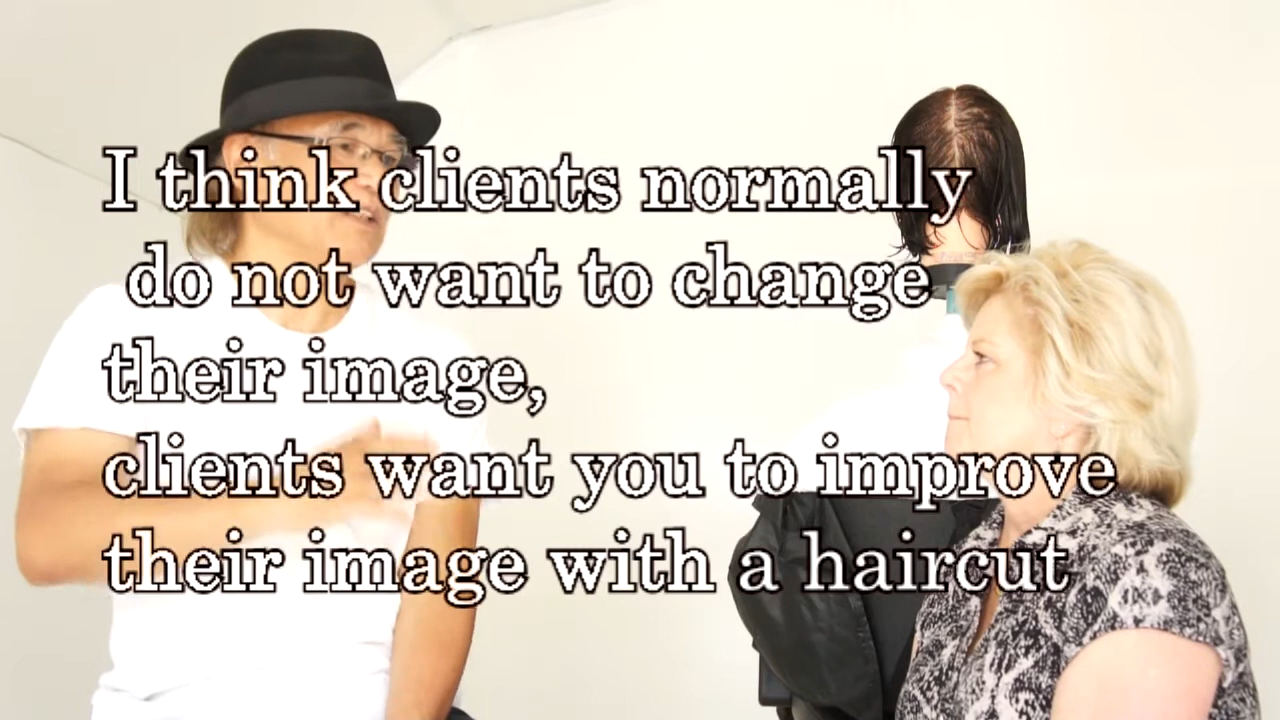 I think clients normally
do not want to change
their image,
clients want you to improve
their image with a haircut